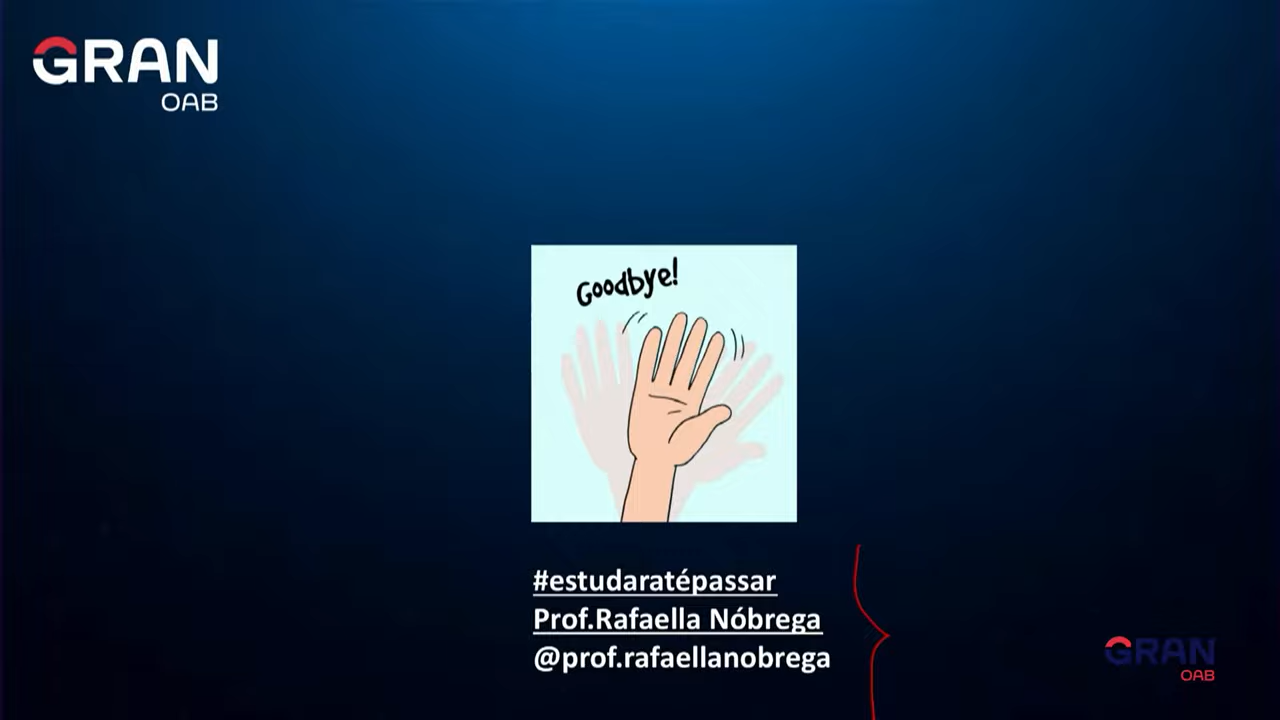 GRAN
OAB
Goodbye!
#estudaratépassar
Prof.Rafaella Nóbrega
@prof.rafaellanobrega
GRAN
OAB